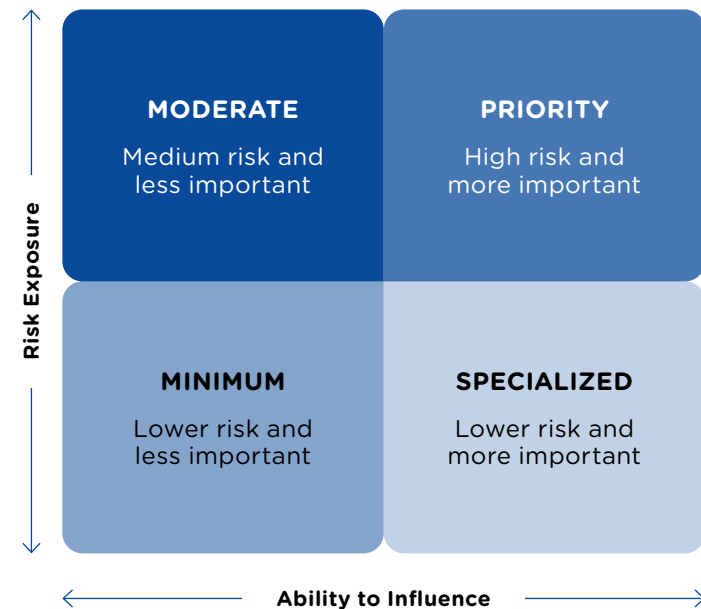 MODERATE
Medium risk and
less important
PRIORITY
High risk and
more important
Risk Exposure
MINIMUM
Lower risk and
less important
SPECIALIZED
Lower risk and
more important
Ability to Influence